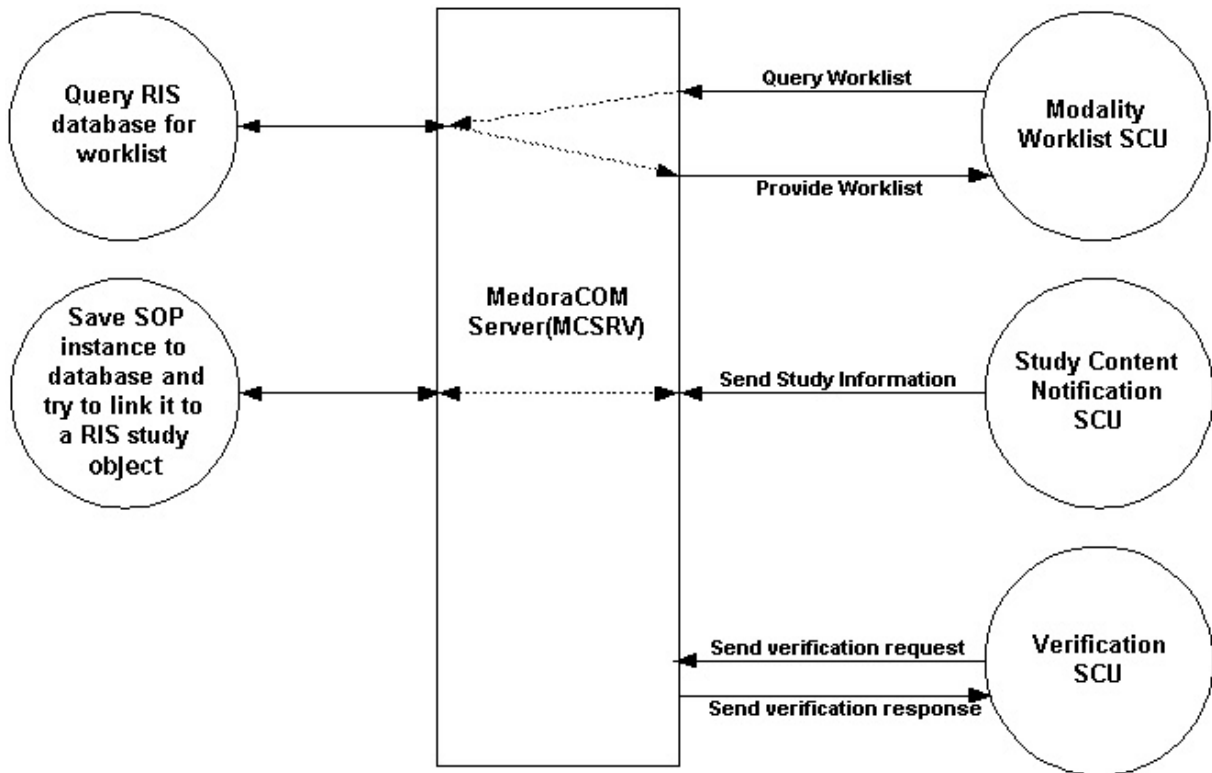 Query RIS
database for
worklist
Query Worklist
Modality
Worklist SCU
Provide Worklist
MedoraCOM
Server(MCSRV)
Save SOP
instance to
database and
try to link it to
a RIS study
object
Send Study Information
Study Content
Notification
SCU
Send verification request
Verification
SCU
Send verification response